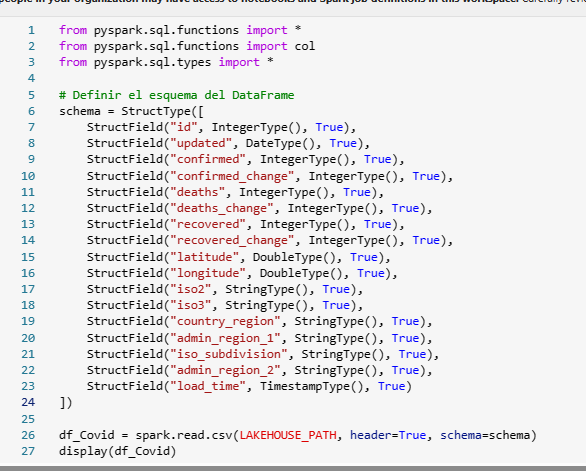 people in your organization may have access to notebooks and Spark job definitions in this workspace. Carefully
1 from pyspark.sql.functions import *
2 from pyspark.sql.functions import col
3 from pyspark.sql.types import *
4
5 # Definir el esquema del DataFrame
6 schema = StructType([
7 StructField("id", IntegerType(), True),
8 StructField("updated", DateType(), True),
9 StructField("confirmed", IntegerType(), True),
10 StructField("confirmed_change", IntegerType(), True),
11 StructField("deaths", IntegerType(), True),
12 StructField("deaths_change", IntegerType(), True),
13 StructField("recovered", IntegerType(), True),
14 StructField("recovered_change", IntegerType(), True),
15 StructField("latitude", DoubleType(), True),
16 StructField("longitude", DoubleType(), True),
17 StructField("iso2", StringType(), True),
18 StructField("iso3", StringType(), True),
19 StructField("country_region", StringType(), True),
20 StructField("admin_region_1", StringType(), True),
21 StructField("iso_subdivision", StringType(), True),
22 StructField("admin_region_2", StringType(), True),
23 StructField("load_time", TimestampType(), True)
24 ])
25
26 df_Covid = spark.read.csv(LAKEHOUSE_PATH, header=True, schema=schema)
27 display(df_Covid)